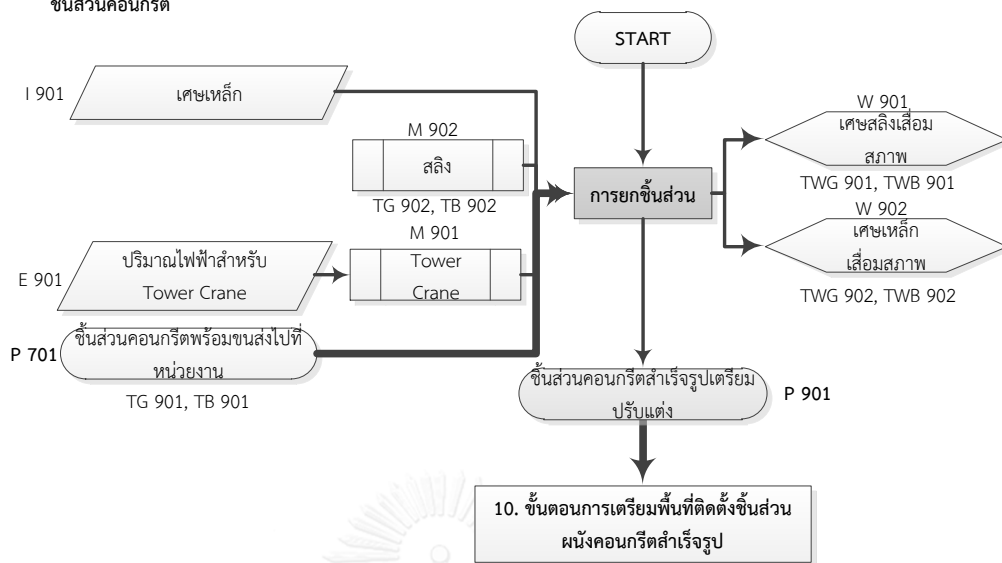 ชิ้นส่วนคอนกรีต
START
I 901
เศษเหล็ก
M 902
สลิง
TG 902, TB 902
M 901
E 901
ปริมาณไฟฟ้าสำหรับ
Tower Crane
Tower
Crane
P 701
ชิ้นส่วนคอนกรีตพร้อมขนส่งไปที่
หน่วยงาน
TG 901, TB 901
การยกชิ้นส่วน
W 901
เศษสลิงเสื่อม
สภาพ
TWG 901, TWB 901
W 902
เศษเหล็ก
เสื่อมสภาพ
TWG 902, TWB 902
ชิ้นส่วนคอนกรีตสำเร็จรูปเตรียม
ปรับแต่ง
P 901
10. ขั้นตอนการเตรียมพื้นที่ติดตั้งชิ้นส่วน
ผนังคอนกรีตสำเร็จรูป